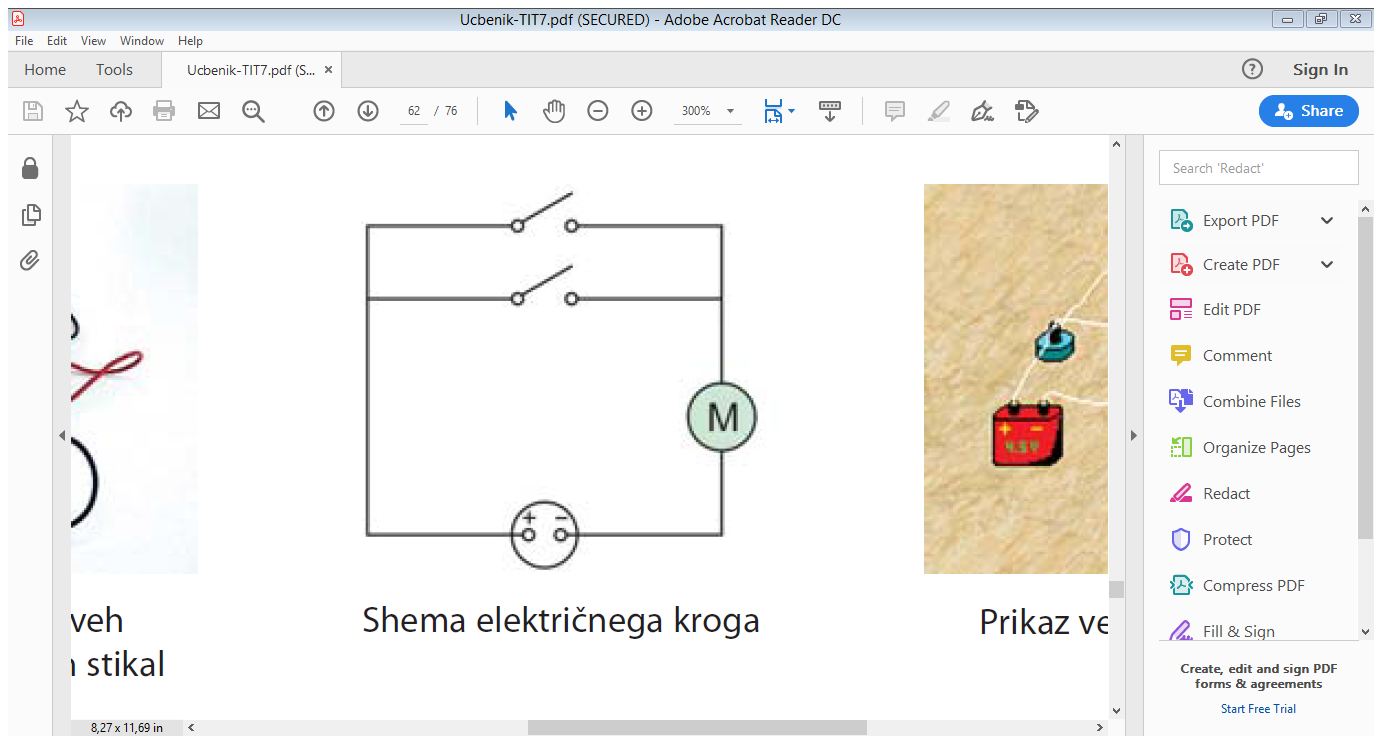 Ucbenik-TIT7.pdf (SECURED) - Adobe Acrobat Reader DC
File Edit View Window Help
Home Tools Ucbenik-TIT7.pdf (S... × Sign In
62 / 76 300% Share
Search 'Redact'
Export PDF
Create PDF
Edit PDF
Comment
Combine Files
Organize Pages
Redact
Protect
Compress PDF
Fill & Sign
Create, edit and sign PDF
forms & agreements
Start Free Trial
M
+ −
+ −
4.5V
veh
n stikal
Shema električnega kroga
Prikaz ve
8,27 x 11,69 in